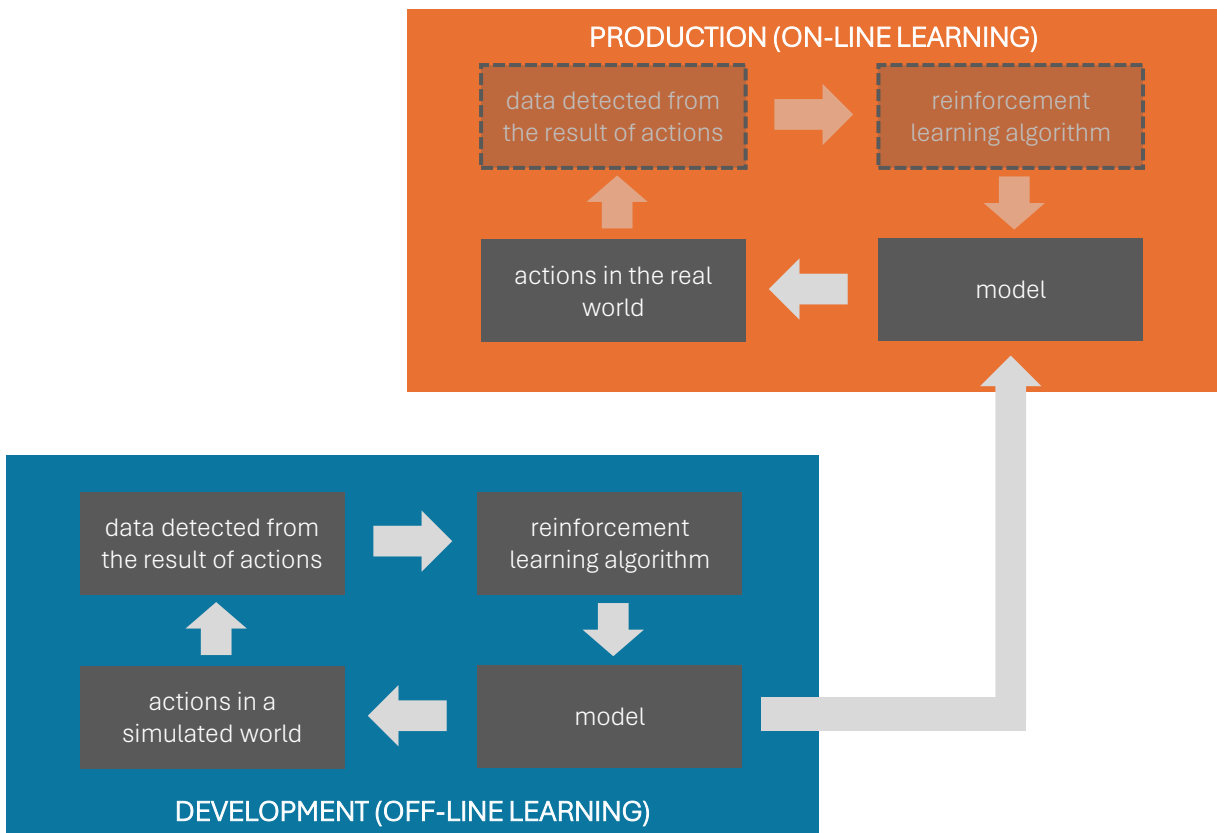 PRODUCTION (ON-LINE LEARNING)
data detected from
the result of actions
reinforcement
learning algorithm
actions in the real
world
model
data detected from
the result of actions
reinforcement
learning algorithm
actions in a
simulated world
model
DEVELOPMENT (OFF-LINE LEARNING)